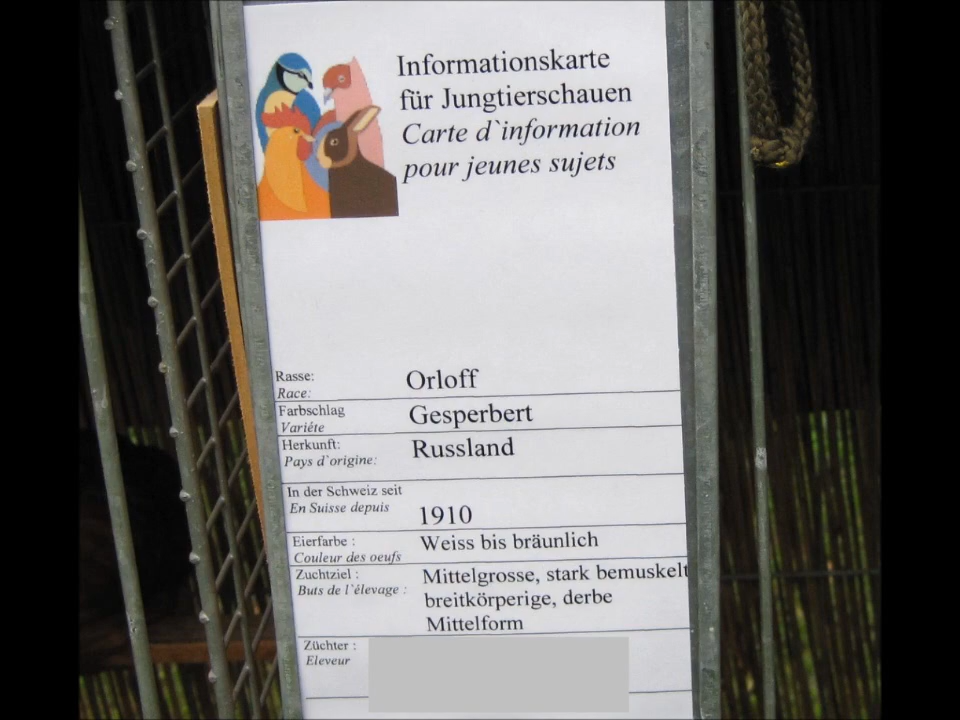 Informationskarte
für Jungtierschauen
Carte d`information
pour jeunes sujets
Rasse:
Race:
Orloff
Farbschlag
Variéte
Gesperbert
Herkunft:
Pays d`origine:
Russland
In der Schweiz seit
En Suisse depuis
1910
Eierfarbe :
Couleur des oeufs
Weiss bis bräunlich
Zuchtziel :
Buts de l`élevage :
Mittelgrosse, stark bemuskelt
breitkörperige, derbe
Mittelform
Züchter :
Eleveur